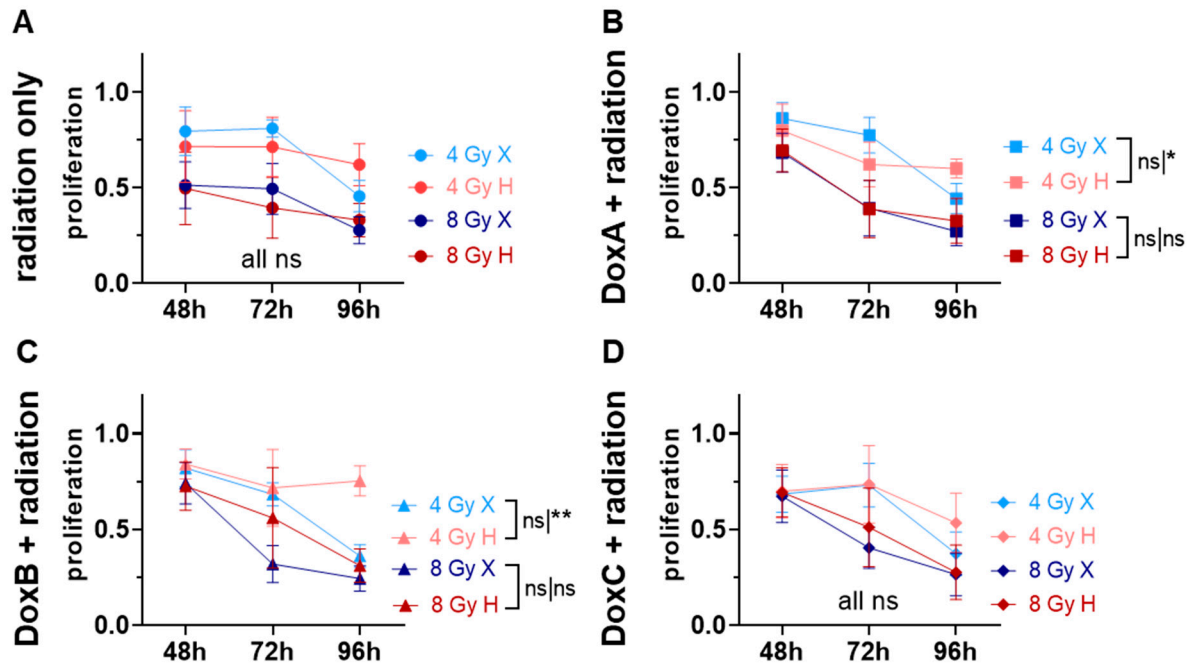 A
radiation only
proliferation
1.0
0.5
0.0
4 Gy X
4 Gy H
8 Gy X
8 Gy H
all ns
48h 72h 96h
B
DoxA + radiation
proliferation
1.0
0.5
0.0
4 Gy X
4 Gy H
ns|*
8 Gy X
8 Gy H
ns|ns
48h 72h 96h
C
DoxB + radiation
proliferation
1.0
0.5
0.0
4 Gy X
4 Gy H
ns|**
8 Gy X
8 Gy H
ns|ns
48h 72h 96h
D
DoxC + radiation
proliferation
1.0
0.5
0.0
4 Gy X
4 Gy H
8 Gy X
8 Gy H
all ns
48h 72h 96h